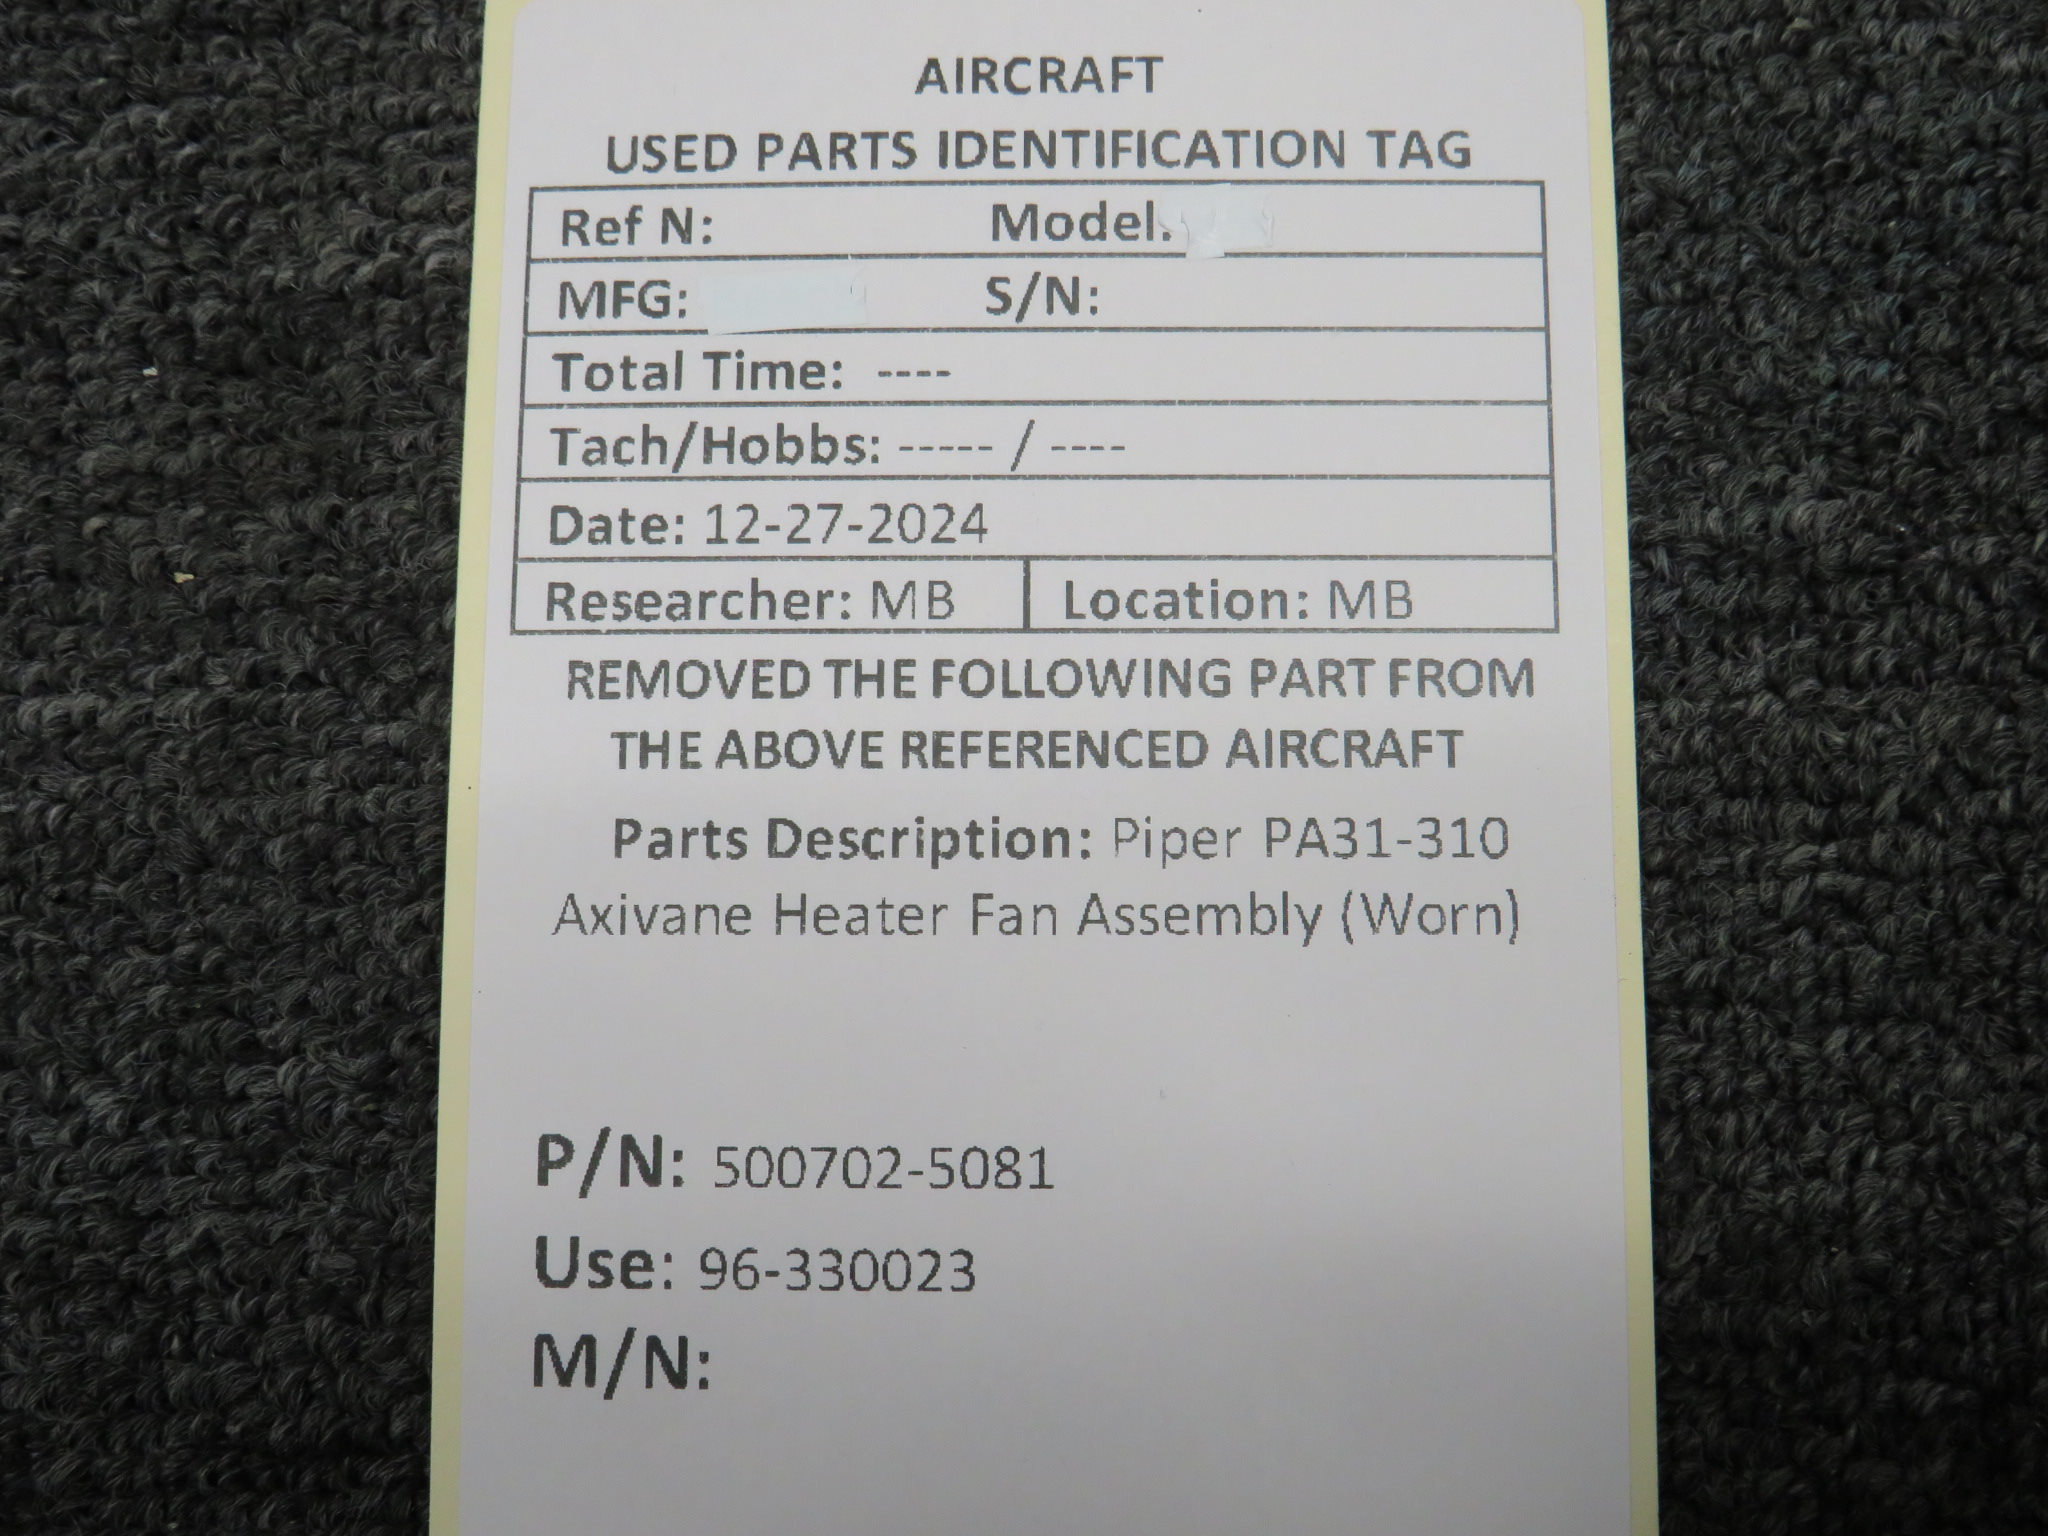 AIRCRAFT
USED PARTS IDENTIFICATION TAG
Ref N: Model:
MFG: S/N:
Total Time: ----
Tach/Hobbs: ----- / ----
Date: 12-27-2024
Researcher: MB Location: MB
REMOVED THE FOLLOWING PART FROM
THE ABOVE REFERENCED AIRCRAFT
Parts Description: Piper PA31-310
Axivane Heater Fan Assembly (Worn)
P/N: 500702-5081
Use: 96-330023
M/N: